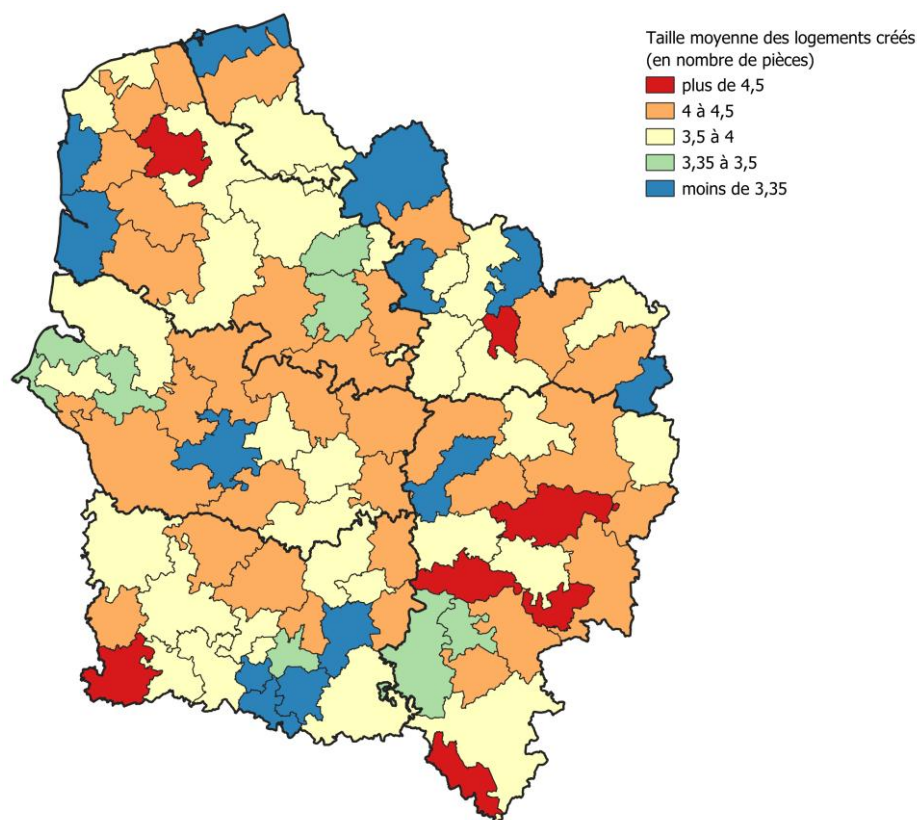 Taille moyenne des logements créés
(en nombre de pièces)
plus de 4,5
4 à 4,5
3,5 à 4
3,35 à 3,5
moins de 3,35